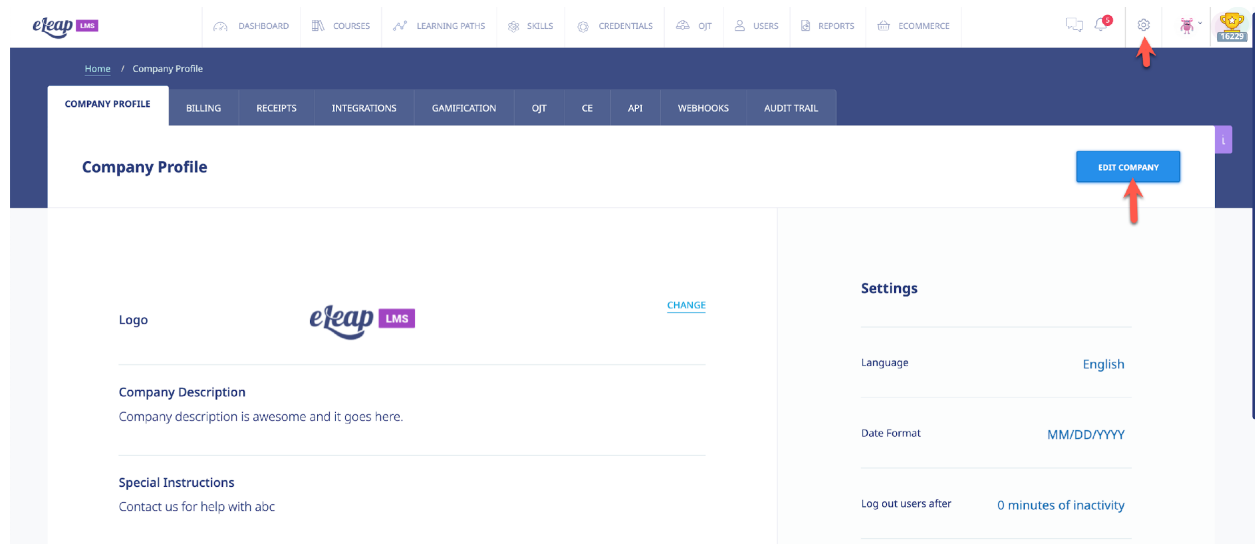 eLeap LMS
DASHBOARD COURSES LEARNING PATHS SKILLS CREDENTIALS OJT USERS REPORTS ECOMMERCE 5 16229
Home / Company Profile
COMPANY PROFILE BILLING RECEIPTS INTEGRATIONS GAMIFICATION OJT CE API WEBHOOKS AUDIT TRAIL
i
Company Profile EDIT COMPANY
Settings
Logo eLeap LMS CHANGE
Language English
Company Description
Company description is awesome and it goes here.
Date Format MM/DD/YYYY
Special Instructions
Contact us for help with abc
Log out users after 0 minutes of inactivity